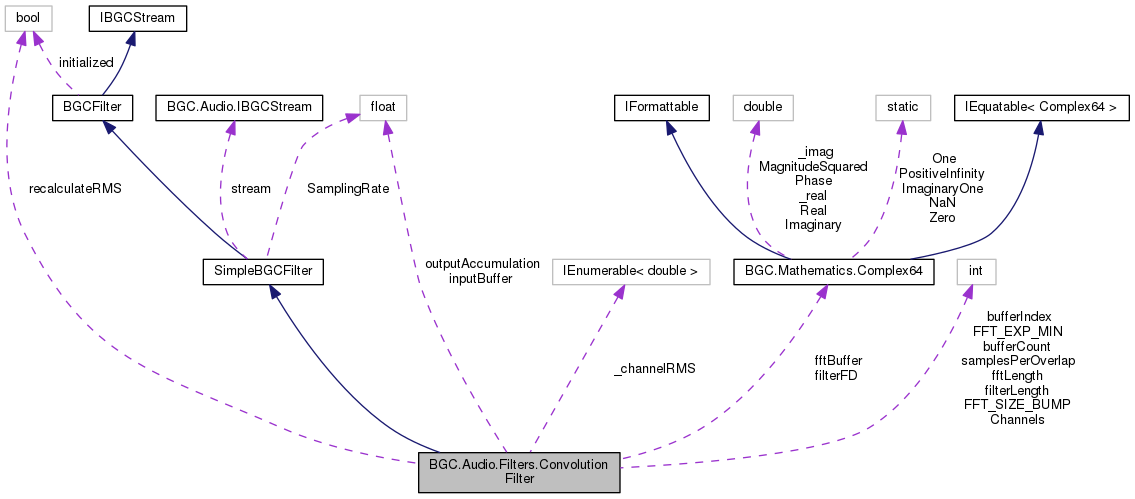 bool
IBGCStream
initialized
BGCFilter
BGC.Audio.IBGCStream
float
IFormattable
double
static
IEquatable< Complex64 >
recalculateRMS
stream
SamplingRate
_imag
MagnitudeSquared
Phase
_real
Real
Imaginary
One
PositiveInfinity
ImaginaryOne
NaN
Zero
SimpleBGCFilter
outputAccumulation
inputBuffer
IEnumerable< double >
BGC.Mathematics.Complex64
int
_channelRMS
fftBuffer
filterFD
bufferIndex
FFT_EXP_MIN
bufferCount
samplesPerOverlap
fftLength
filterLength
FFT_SIZE_BUMP
Channels
BGC.Audio.Filters.Convolution
Filter